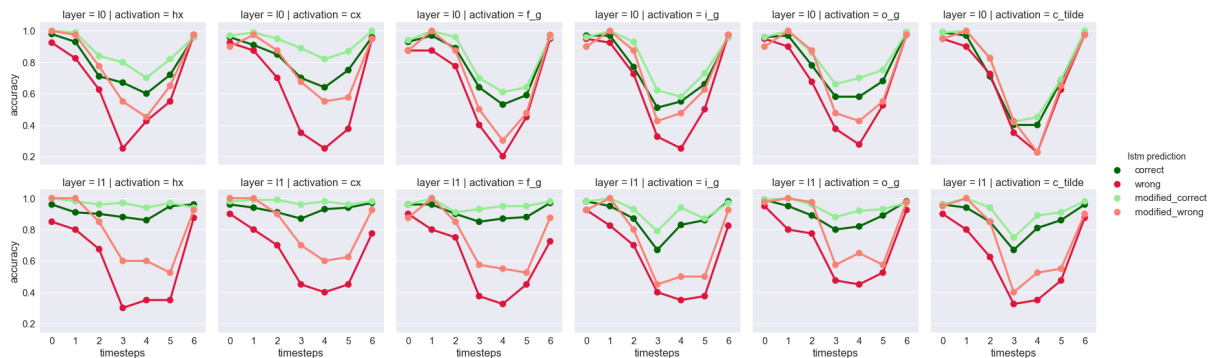 layer = l0 | activation = hx
layer = l0 | activation = cx
layer = l0 | activation = f_g
layer = l0 | activation = i_g
layer = l0 | activation = o_g
layer = l0 | activation = c_tilde
1.0
0.8
0.6
0.4
0.2
accuracy
layer = l1 | activation = hx
layer = l1 | activation = cx
layer = l1 | activation = f_g
layer = l1 | activation = i_g
layer = l1 | activation = o_g
layer = l1 | activation = c_tilde
1.0
0.8
0.6
0.4
0.2
accuracy
0 1 2 3 4 5 6
0 1 2 3 4 5 6
0 1 2 3 4 5 6
0 1 2 3 4 5 6
0 1 2 3 4 5 6
0 1 2 3 4 5 6
timesteps
timesteps
timesteps
timesteps
timesteps
timesteps
lstm prediction
correct
wrong
modified_correct
modified_wrong